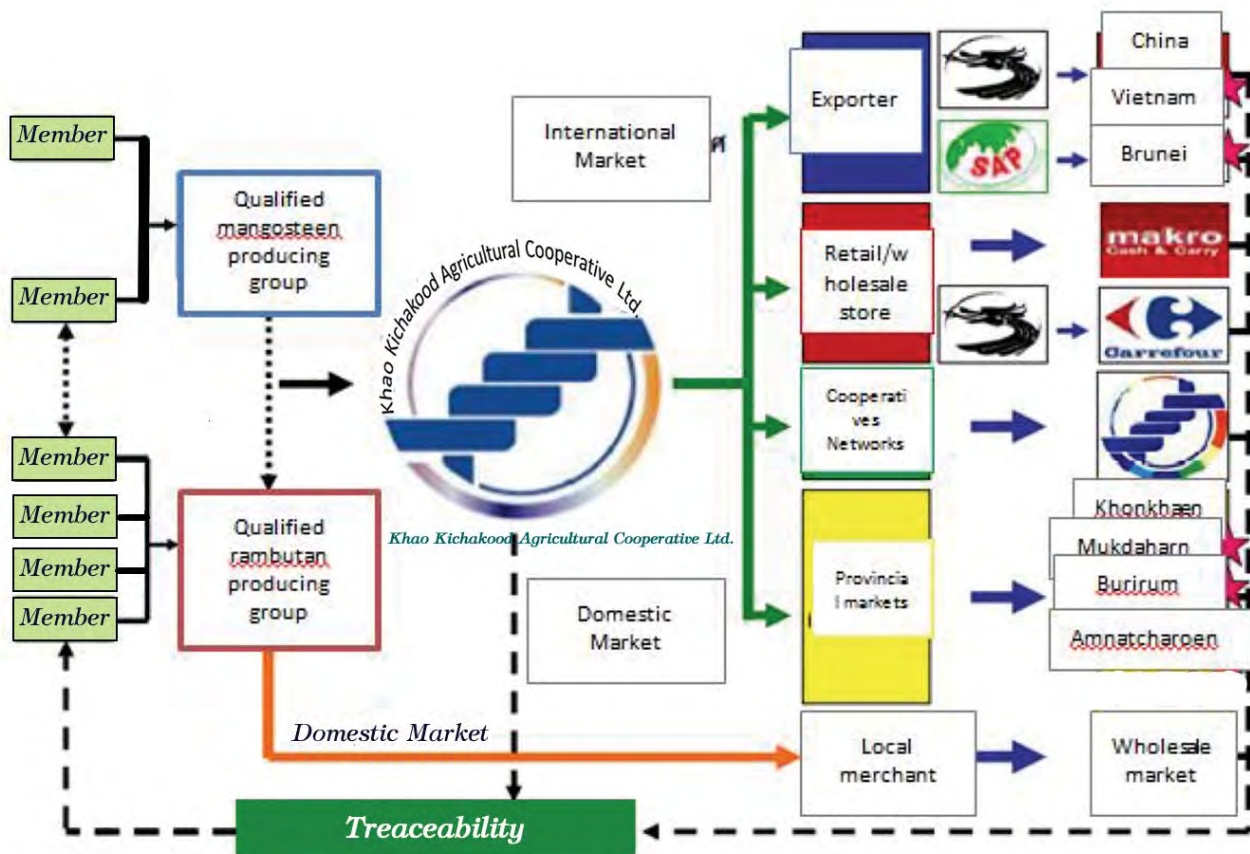 Member
Member
Member
Member
Member
Member
Qualified
mangosteen
producing
group
Qualified
rambutan
producing
group
Khao Kichakood Agricultural Cooperative Ltd.
Khao Kichakood Agricultural Cooperative Ltd.
International
Market
Domestic
Market
Domestic Market
Treaceability
Exporter
SAP
China
Vietnam
Brunei
Retail/w
holesale
store
makro
Cash & Carry
Carrefour
Cooperati
ves
Networks
Provincia
l markets
Khonkhaen
Mukdaharn
Burirum
Amnatcharoen
Local
merchant
Wholesale
market